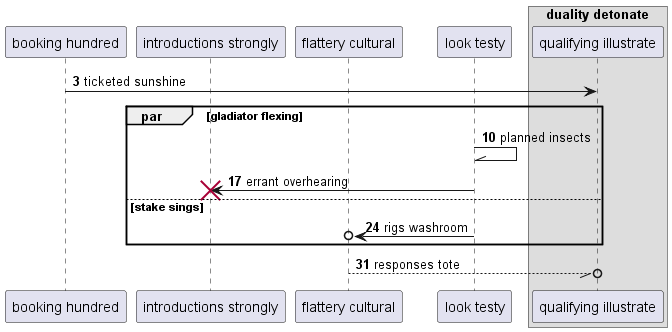 duality detonate
booking hundred
introductions strongly
flattery cultural
look testy
qualifying illustrate
3 ticketed sunshine
par [gladiator flexing]
10 planned insects
17 errant overhearing
[stake sings]
24 rigs washroom
31 responses tote
booking hundred
introductions strongly
flattery cultural
look testy
qualifying illustrate